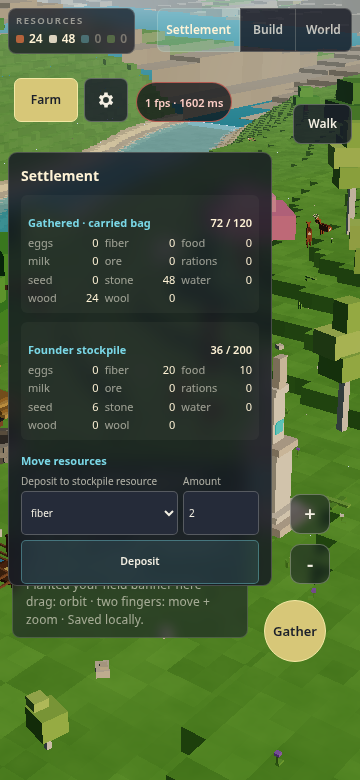 RESOURCES
24 48 0 0
Settlement Build World
Farm
1 fps · 1602 ms
Walk
Settlement
Gathered · carried bag 72 / 120
eggs 0 fiber 0 food 0
milk 0 ore 0 rations 0
seed 0 stone 48 water 0
wood 24 wool 0
Founder stockpile 36 / 200
eggs 0 fiber 20 food 10
milk 0 ore 0 rations 0
seed 6 stone 0 water 0
wood 0 wool 0
Move resources
Deposit to stockpile resource Amount
fiber 2
Deposit
+
-
Planted your field banner here
drag: orbit · two fingers: move +
zoom · Saved locally.
Gather